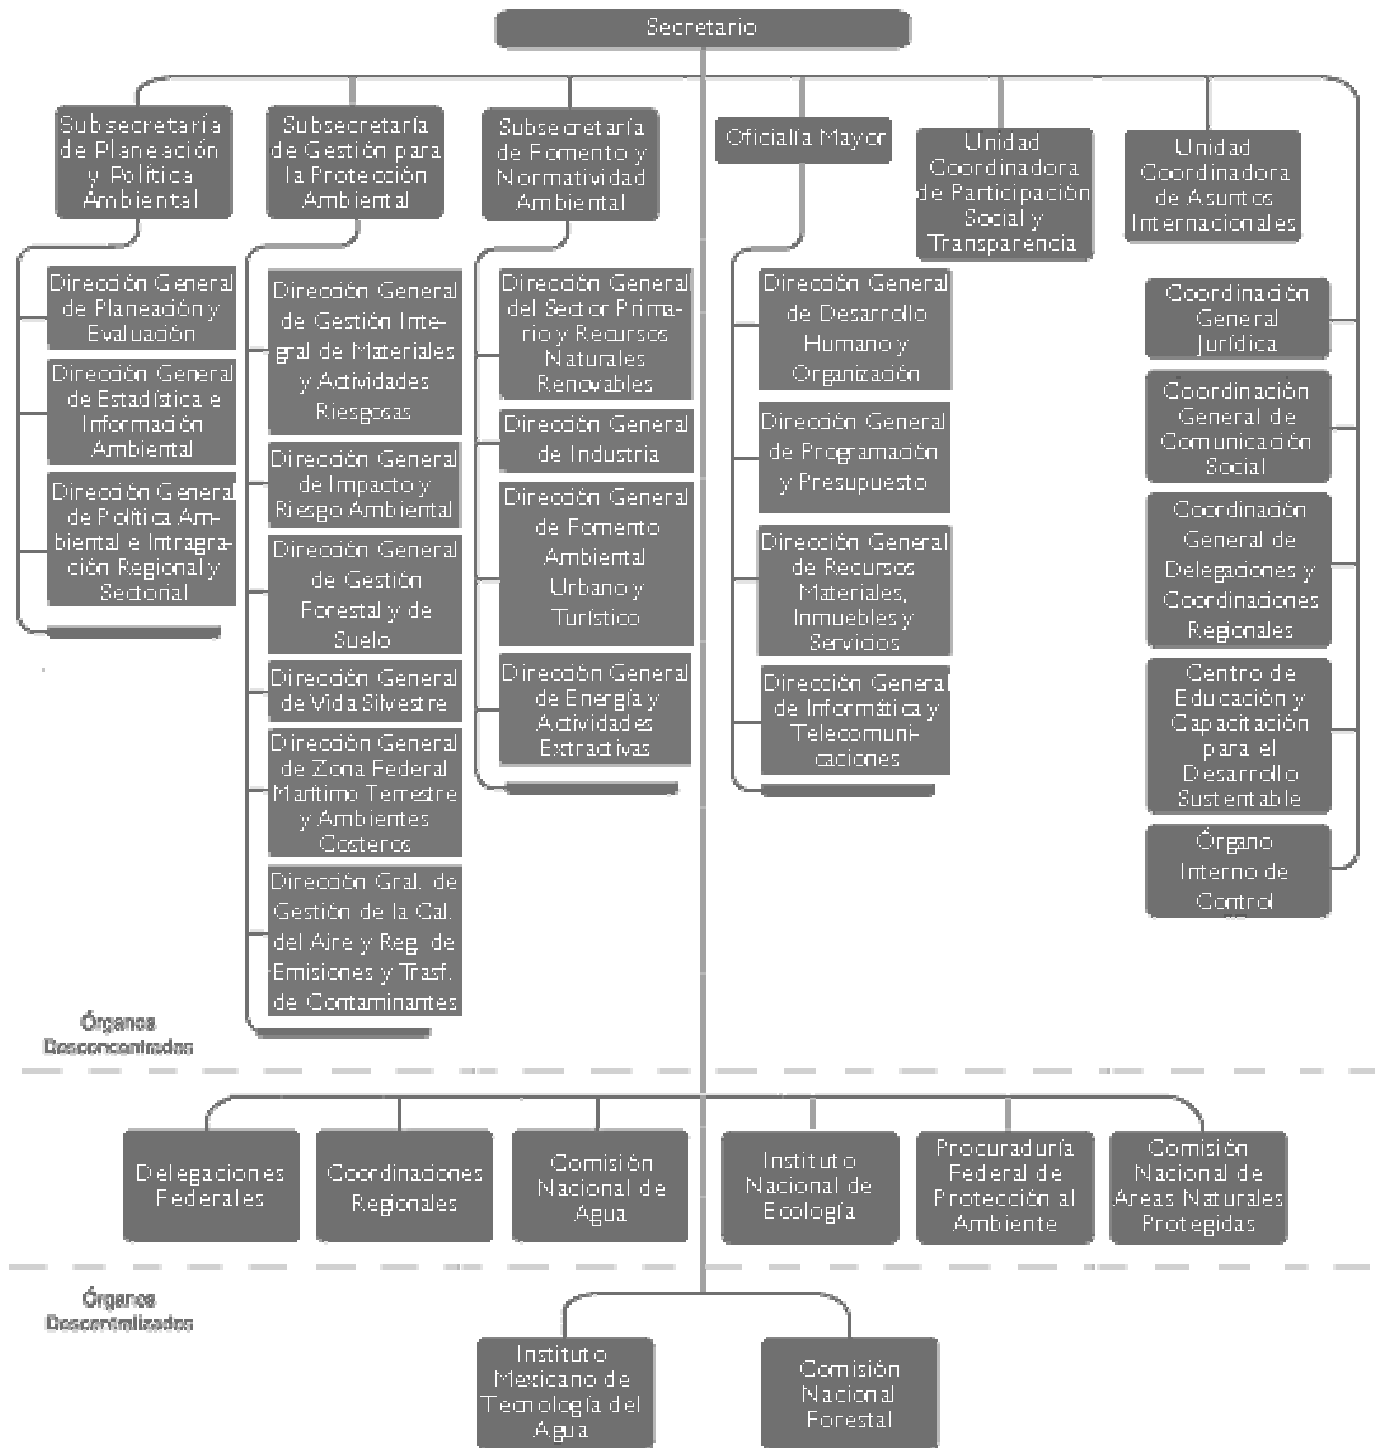 Secretario
Subsecretaría
de Planeación
y Política
Ambiental
Subsecretaría
de Gestión para
la Protección
Ambiental
Subsecretaría
de Fomento y
Normatividad
Ambiental
Oficialía Mayor
Unidad
Coordinadora
de Participación
Social y
Transparencia
Unidad
Coordinadora
de Asuntos
Internacionales
Dirección General
de Planeación y
Evaluación
Dirección General
de Estadística e
Información
Ambiental
Dirección General
de Política Am-
biental e Intragra-
ción Regional y
Sectorial
Dirección General
de Gestión Inte-
gral de Materiales
y Actividades
Riesgosas
Dirección General
de Impacto y
Riesgo Ambiental
Dirección General
de Gestión
Forestal y de
Suelo
Dirección General
de Vida Silvestre
Dirección General
de Zona Federal
Marítimo Terrestre
y Ambientes
Costeros
Dirección Gral. de
Gestión de la Cal.
del Aire y Reg. de
Emisiones y Trasf.
de Contaminantes
Dirección General
del Sector Prima-
rio y Recursos
Naturales
Renovables
Dirección General
de Industria
Dirección General
de Fomento
Ambiental
Urbano y
Turístico
Dirección General
de Energía y
Actividades
Extractivas
Dirección General
de Desarrollo
Humano y
Organización
Dirección General
de Programación
y Presupuesto
Dirección General
de Recursos
Materiales,
Inmuebles y
Servicios
Dirección General
de Informática y
Telecomuni-
caciones
Coordinación
General
Jurídica
Coordinación
General de
Comunicación
Social
Coordinación
General de
Delegaciones y
Coordinaciones
Regionales
Centro de
Educación y
Capacitación
para el
Desarrollo
Sustentable
Órgano
Interno de
Control
Órganos
Desconcentrados
Delegaciones
Federales
Coordinaciones
Regionales
Comisión
Nacional de
Agua
Instituto
Nacional de
Ecología
Procuraduría
Federal de
Protección al
Ambiente
Comisión
Nacional de
Areas Naturales
Protegidas
Órganos
Descentralizados
Instituto
Mexicano de
Tecnología del
Agua
Comisión
Nacional
Forestal